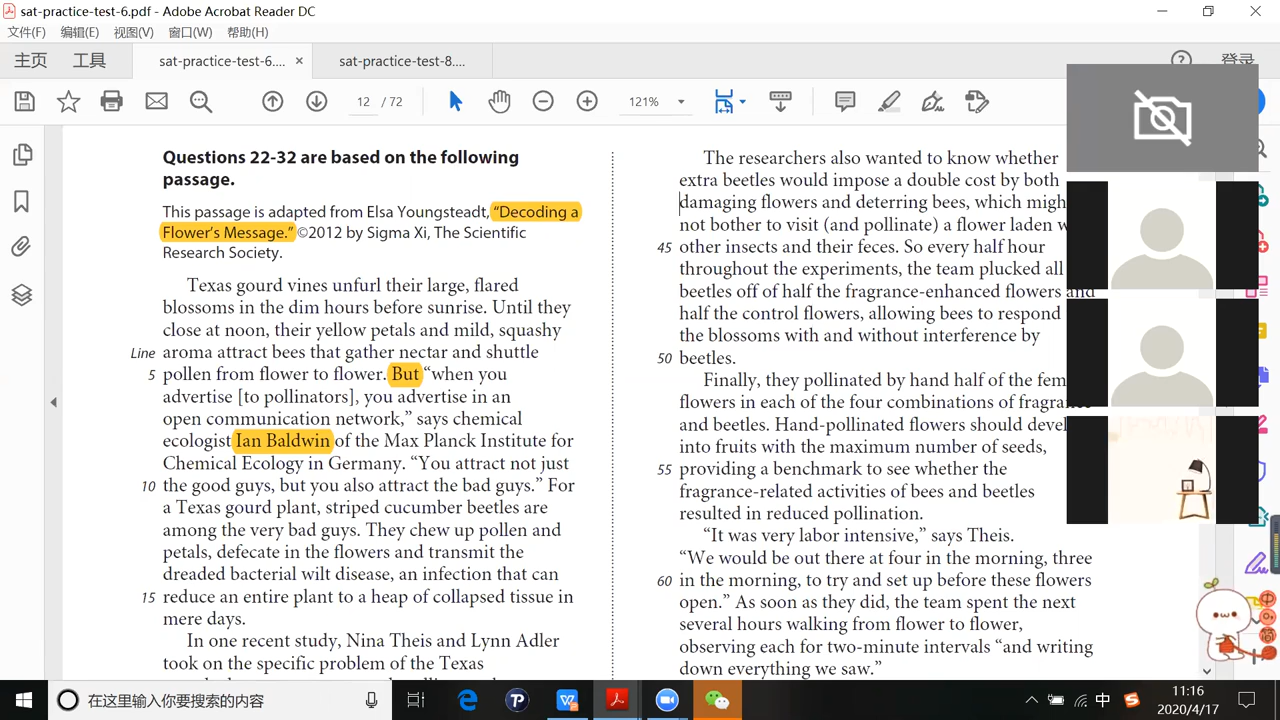 sat-practice-test-6.pdf - Adobe Acrobat Reader DC
文件(F) 编辑(E) 视图(V) 窗口(W) 帮助(H)
主页 工具 sat-practice-test-6.... × sat-practice-test-8.... 登录
12 / 72 121%
Questions 22-32 are based on the following
passage.
This passage is adapted from Elsa Youngsteadt, “Decoding a
Flower’s Message.” ©2012 by Sigma Xi, The Scientific
Research Society.
Texas gourd vines unfurl their large, flared
blossoms in the dim hours before sunrise. Until they
close at noon, their yellow petals and mild, squashy
Line aroma attract bees that gather nectar and shuttle
5 pollen from flower to flower. But “when you
advertise [to pollinators], you advertise in an
open communication network,” says chemical
ecologist Ian Baldwin of the Max Planck Institute for
Chemical Ecology in Germany. “You attract not just
10 the good guys, but you also attract the bad guys.” For
a Texas gourd plant, striped cucumber beetles are
among the very bad guys. They chew up pollen and
petals, defecate in the flowers and transmit the
dreaded bacterial wilt disease, an infection that can
15 reduce an entire plant to a heap of collapsed tissue in
mere days.
In one recent study, Nina Theis and Lynn Adler
took on the specific problem of the Texas
The researchers also wanted to know whether
extra beetles would impose a double cost by both
damaging flowers and deterring bees, which
not bother to visit (and pollinate) a flower laden
45 other insects and their feces. So every half hour
throughout the experiments, the team plucked all
beetles off of half the fragrance-enhanced flowers and
half the control flowers, allowing bees to respond
the blossoms with and without interference by
50 beetles.
Finally, they pollinated by hand half of the
flowers in each of the four combinations of
and beetles. Hand-pollinated flowers should
into fruits with the maximum number of seeds,
55 providing a benchmark to see whether the
fragrance-related activities of bees and beetles
resulted in reduced pollination.
“It was very labor intensive,” says Theis.
“We would be out there at four in the morning, three
60 in the morning, to try and set up before these flowers
open.” As soon as they did, the team spent the next
several hours walking from flower to flower,
observing each for two-minute intervals “and writing
down everything we saw.”
在这里输入你要搜索的内容
中
11:16
2020/4/17